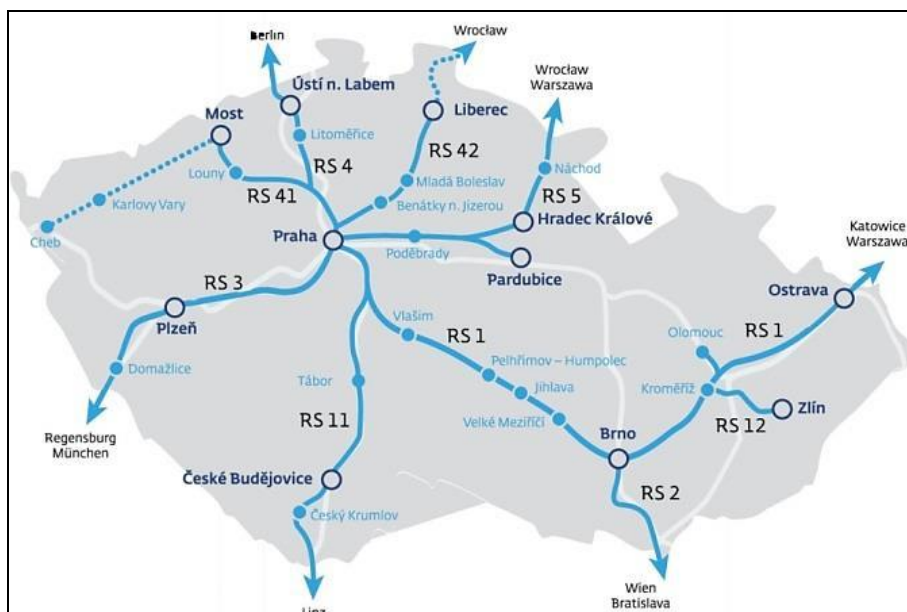 Berlin
Wrocław
Wrocław
Warszawa
Ústí n. Labem
Most
Liberec
Litoměřice
RS 4
RS 42
Louny
RS 41
Mladá Boleslav
Náchod
RS 5
Benátky n. Jizerou
Karlovy Vary
Hradec Králové
Cheb
Praha
Poděbrady
Katowice
Warszawa
Pardubice
RS 3
Ostrava
Plzeň
Vlašim
RS 1
RS 1
Olomouc
Domažlice
Pelhřimov – Humpolec
Tábor
Jihlava
Kroměříž
Zlín
RS 11
Velké Meziříčí
RS 12
Regensburg
München
Brno
České Budějovice
RS 2
Český Krumlov
Wien
Bratislava
Linz